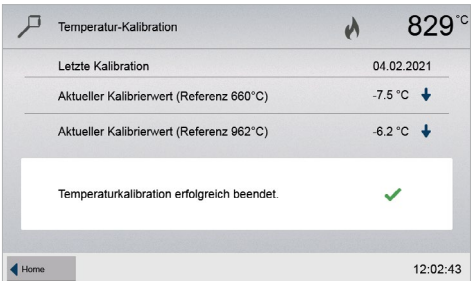 Temperatur-Kalibration 829°C
Letzte Kalibration 04.02.2021
Aktueller Kalibrierwert (Referenz 660°C) -7.5 °C
Aktueller Kalibrierwert (Referenz 962°C) -6.2 °C
Temperaturkalibration erfolgreich beendet.
Home 12:02:43